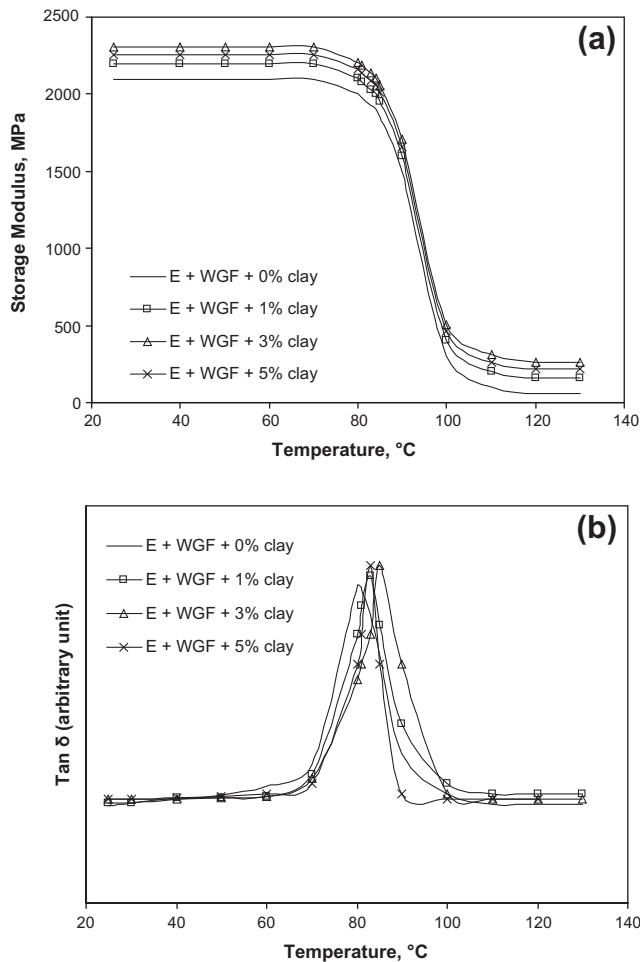 (a)
2500
2000
1500
1000
500
0
Storage Modulus, MPa
E + WGF + 0% clay
E + WGF + 1% clay
E + WGF + 3% clay
E + WGF + 5% clay
20 40 60 80 100 120 140
Temperature, °C
(b)
E + WGF + 0% clay
E + WGF + 1% clay
E + WGF + 3% clay
E + WGF + 5% clay
Tan δ (arbitrary unit)
20 40 60 80 100 120 140
Temperature, °C